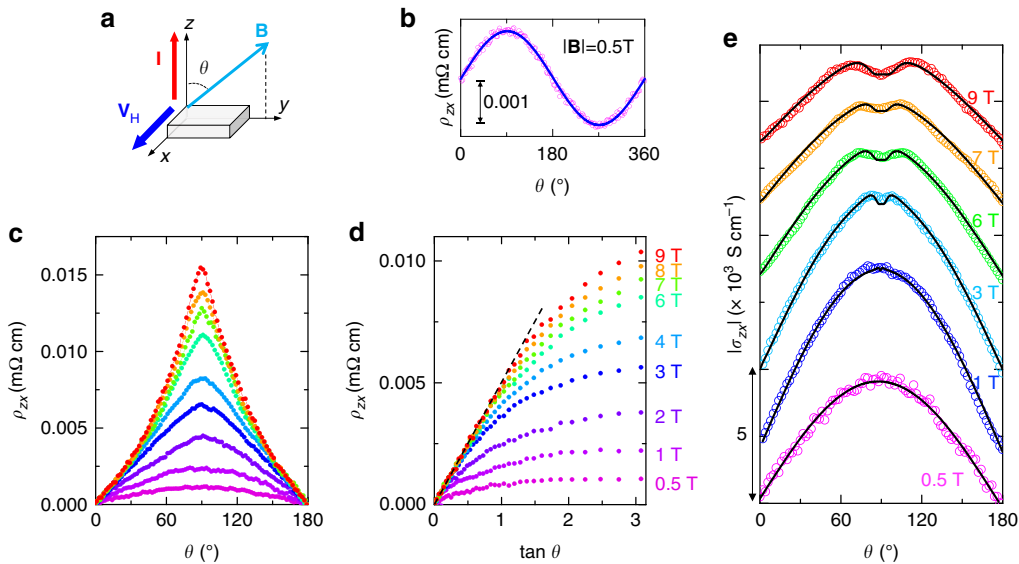 a
z
B
I
θ
V_H
y
x
b
ρ_zx (mΩ cm)
|B|=0.5T
0.001
0 180 360
θ (°)
c
ρ_zx (mΩ cm)
0.015
0.010
0.005
0.000
0 60 120 180
θ (°)
d
ρ_zx (mΩ cm)
0.010
0.005
0.000
0 1 2 3
tan θ
9 T
8 T
7 T
6 T
4 T
3 T
2 T
1 T
0.5 T
e
|σ_zx| (× 10³ S cm⁻¹)
5
9 T
7 T
6 T
3 T
1 T
0.5 T
0 60 120 180
θ (°)